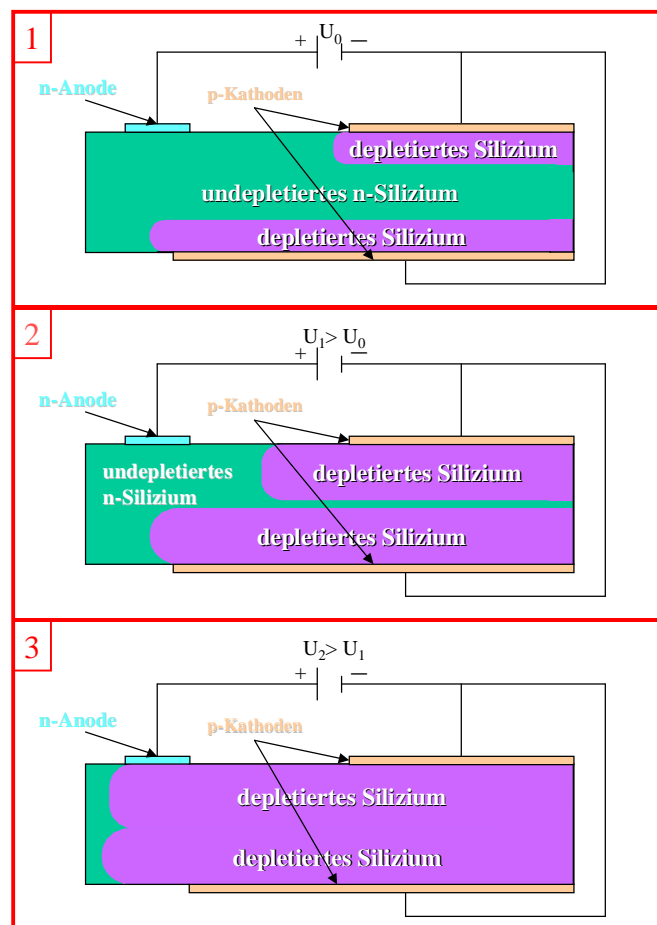 1
U₀
+ −
n-Anode
p-Kathoden
depletiertes Silizium
undepletiertes n-Silizium
depletiertes Silizium
2
U₁> U₀
+ −
n-Anode
p-Kathoden
undepletiertes
n-Silizium
depletiertes Silizium
depletiertes Silizium
3
U₂> U₁
+ −
n-Anode
p-Kathoden
depletiertes Silizium
depletiertes Silizium